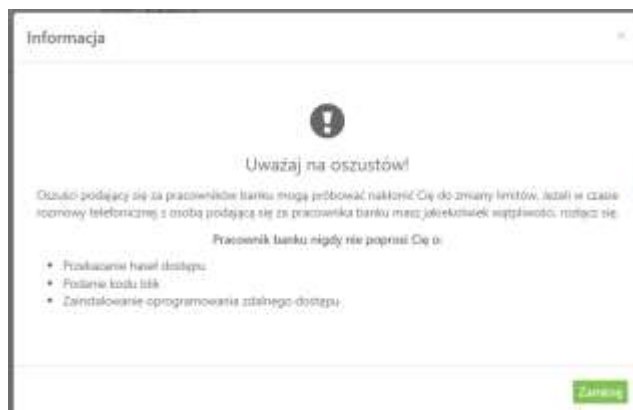 Informacja
Uważaj na oszustów!
Oszuści podający się za pracowników banku mogą próbować nakłonić Cię do zmiany limitów. Jeżeli w czasie
rozmowy telefonicznej z osobą podającą się za pracownika banku masz jakiekolwiek wątpliwości, rozłącz się.
Pracownik banku nigdy nie poprosi Cię o:
• Przekazanie haseł dostępu
• Podanie kodu blik
• Zainstalowanie oprogramowania zdalnego dostępu
Zamknij